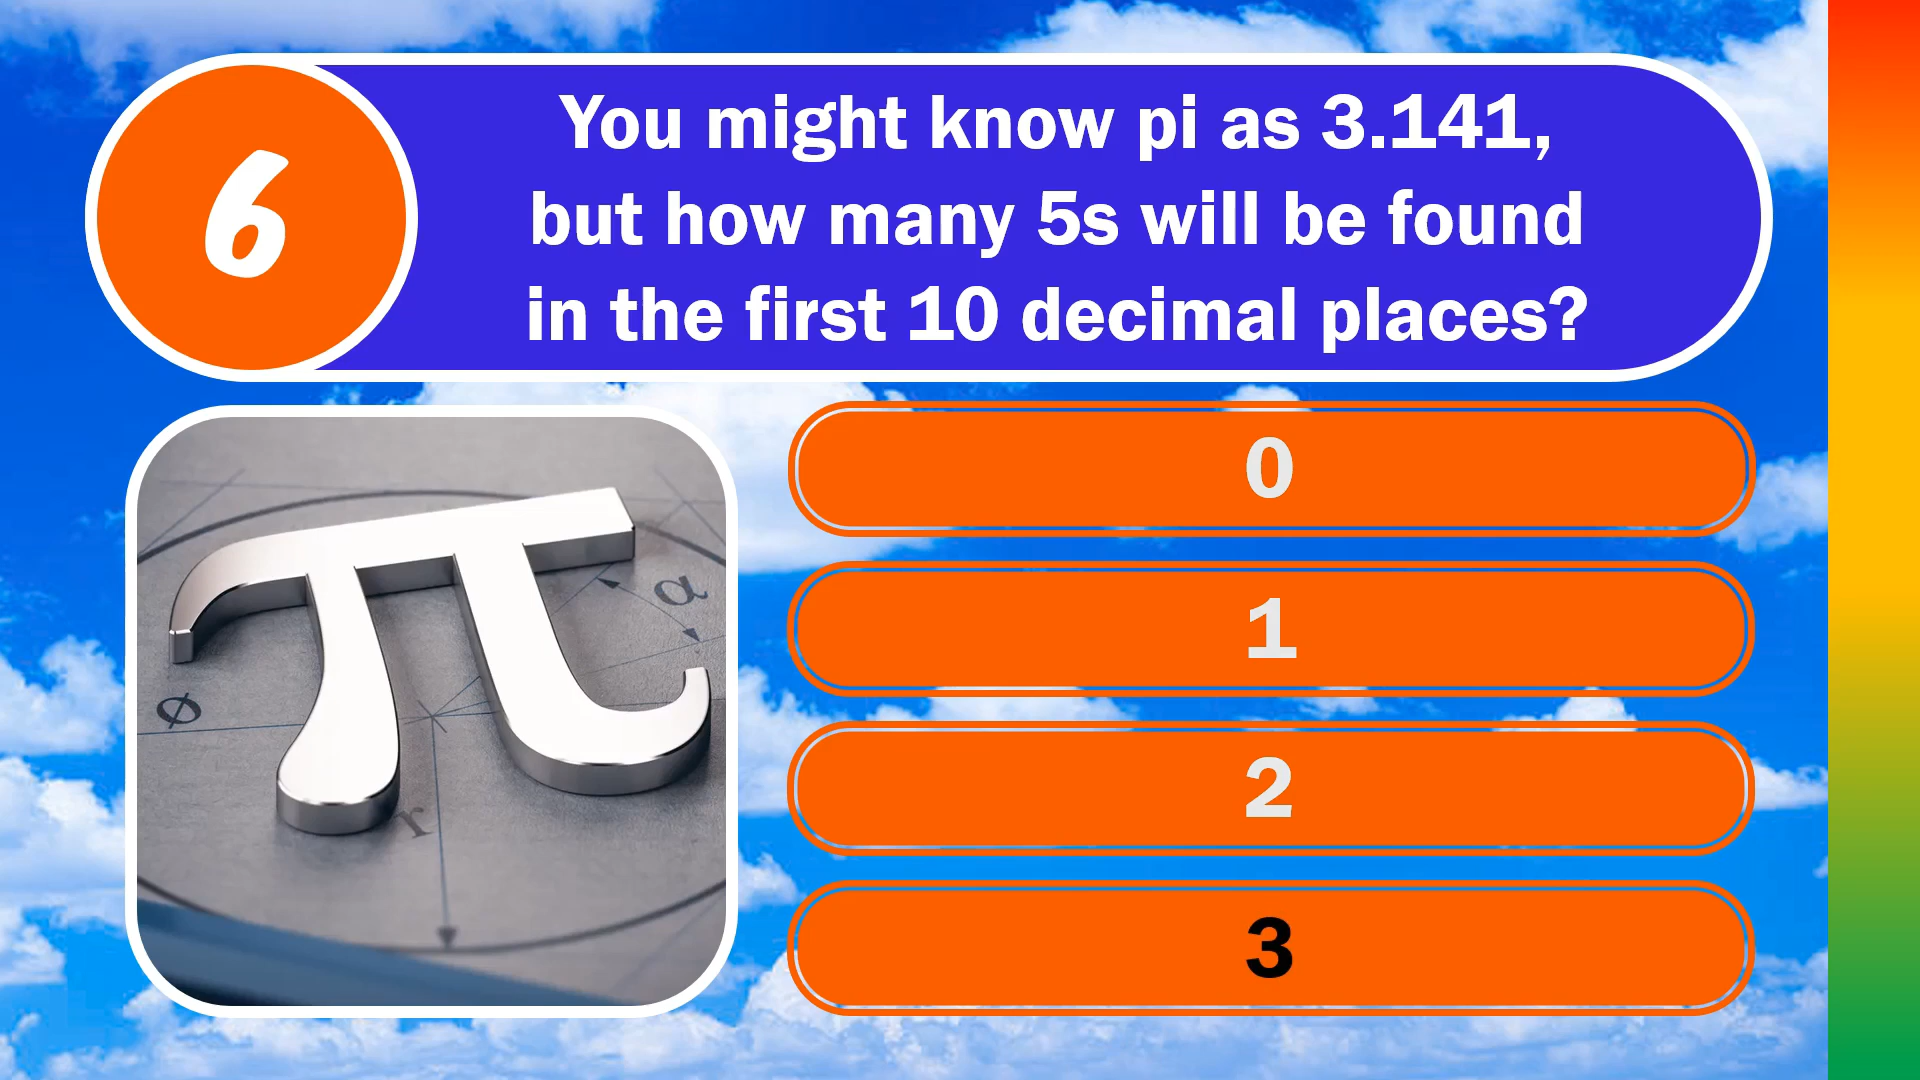 6
You might know pi as 3.141,
but how many 5s will be found
in the first 10 decimal places?
0
1
2
3
π
α
ϕ
r